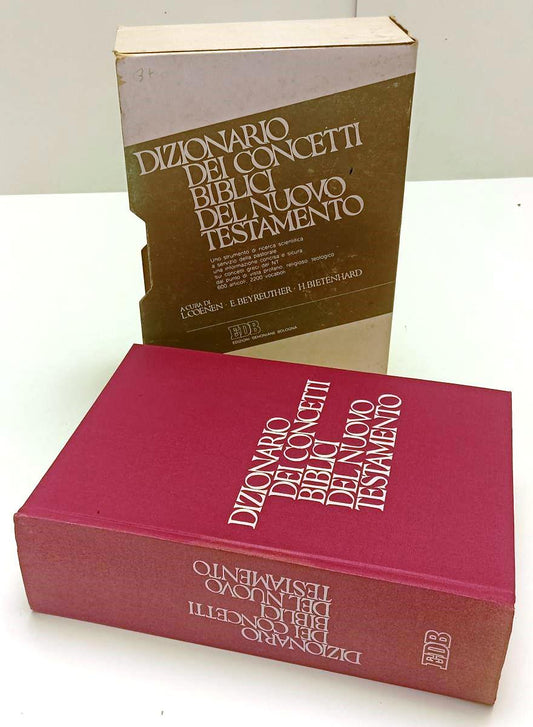 3+
DIZIONARIO
DEI CONCETTI
BIBLICI
DEL NUOVO
TESTAMENTO
Uno strumento di ricerca scientifica
a servizio della pastorale
una informazione concisa e sicura
sui concetti greci del NT
dal punto di vista profano, religioso, teologico
600 articoli, 2200 vocaboli
A CURA DI
L.COENEN · E.BEYREUTHER · H.BIETENHARD
EDB
EDIZIONI DEHONIANE BOLOGNA
DIZIONARIO
DEI CONCETTI
BIBLICI
DEL NUOVO
TESTAMENTO
DIZIONARIO
DEI CONCETTI
BIBLICI
DEL NUOVO
TESTAMENTO
EDB